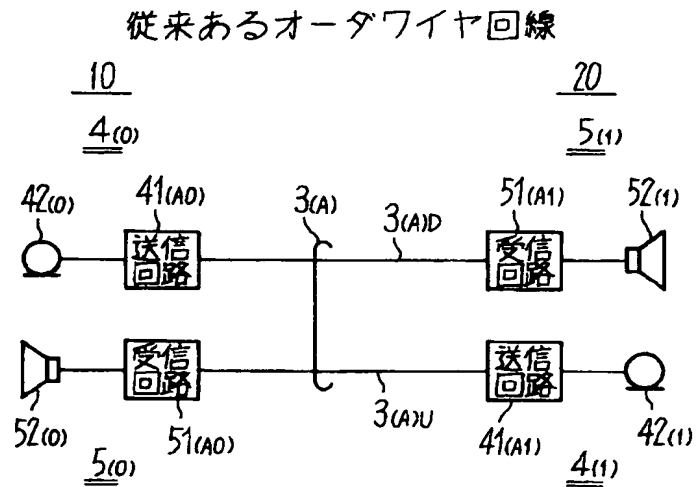 従来あるオーダワイヤ回線
10
20
4(0)
5(1)
42(0)
41(A0)
3(A)
3(A)D
51(A1)
52(1)
送信
回路
受信
回路
受信
回路
送信
回路
52(0)
51(A0)
3(A)U
41(A1)
42(1)
5(0)
4(1)